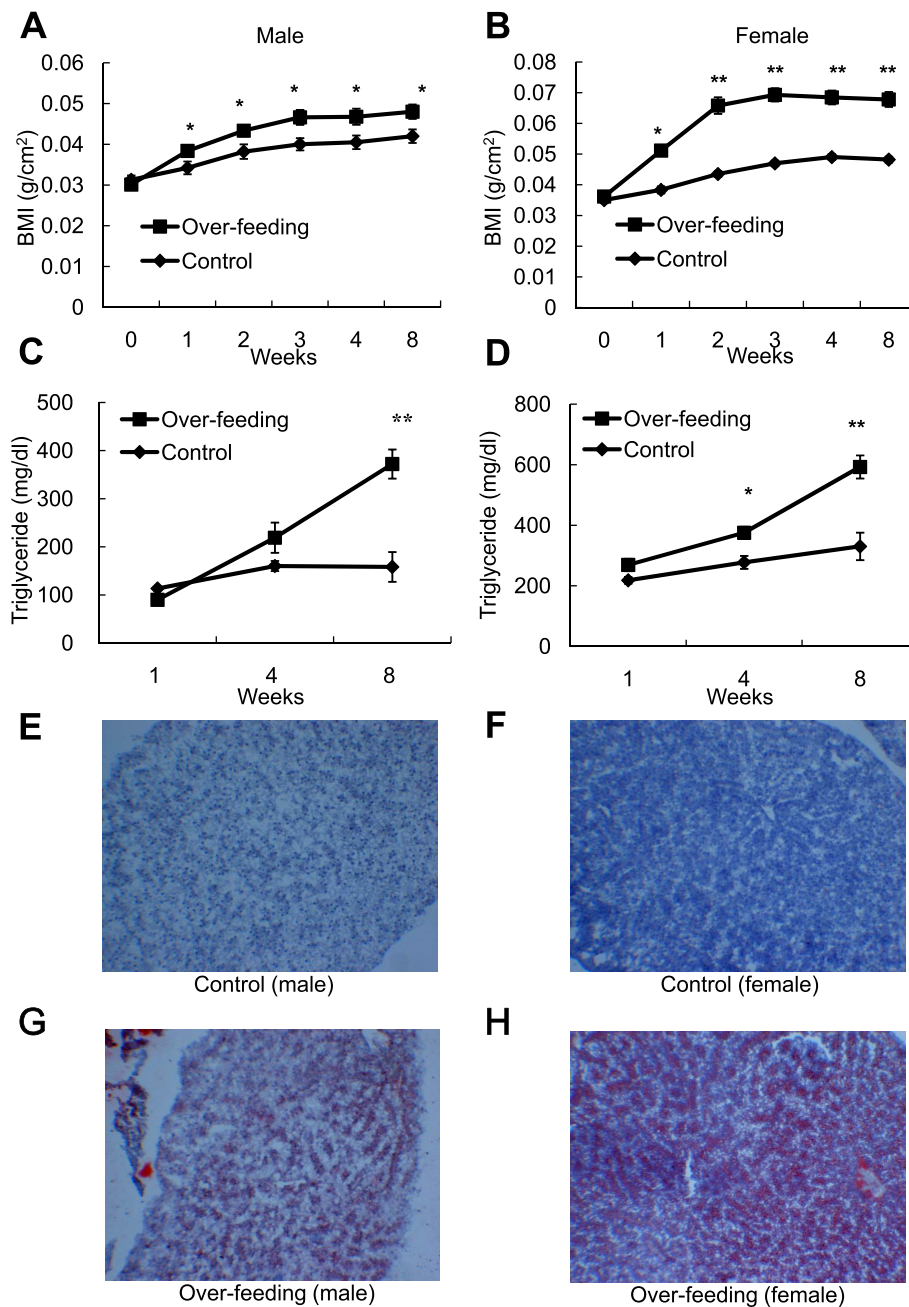 A
Male
0.06
0.05
0.04
0.03
0.02
0.01
0
BMI (g/cm²)
* * * * *
Over-feeding
Control
0 1 2 3 4 8
Weeks
B
Female
0.08
0.07
0.06
0.05
0.04
0.03
0.02
0.01
0
BMI (g/cm²)
* ** ** ** **
Over-feeding
Control
0 1 2 3 4 8
Weeks
C
500
400
300
200
100
0
Triglyceride (mg/dl)
Over-feeding
Control
**
1 4 8
Weeks
D
800
600
400
200
0
Triglyceride (mg/dl)
Over-feeding
Control
* **
1 4 8
Weeks
E
Control (male)
F
Control (female)
G
Over-feeding (male)
H
Over-feeding (female)